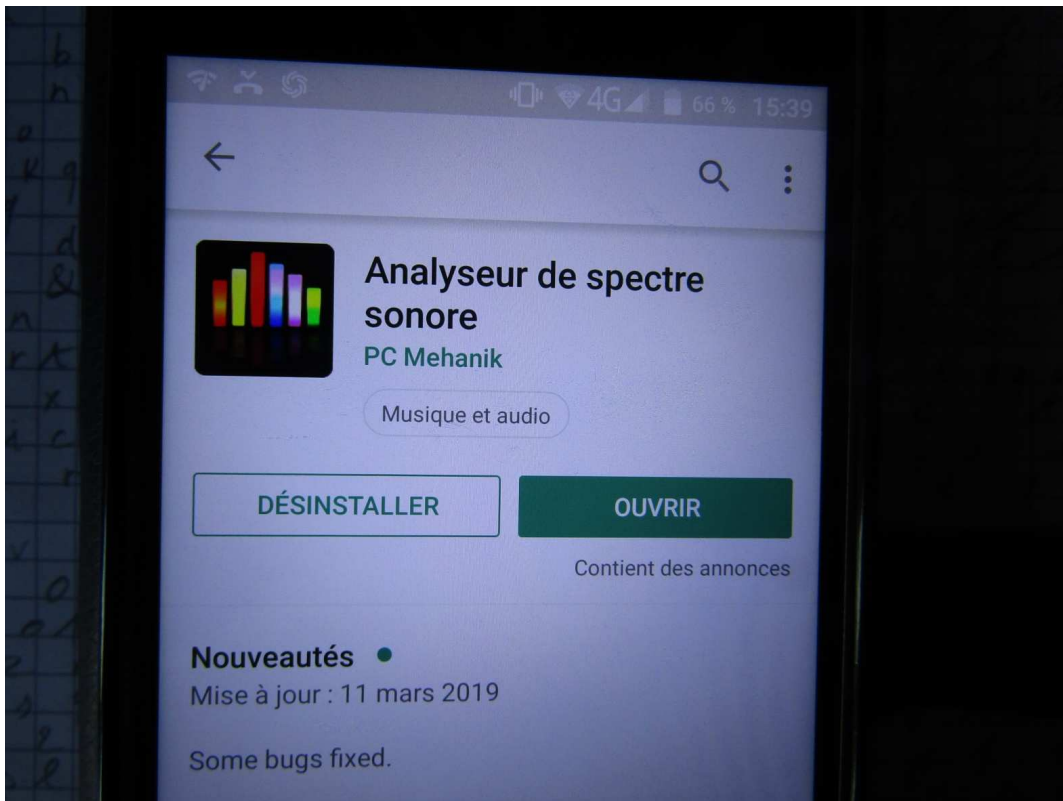 4G 66 % 15:39
Analyseur de spectre
sonore
PC Mehanik
Musique et audio
DÉSINSTALLER
OUVRIR
Contient des annonces
Nouveautés
Mise à jour : 11 mars 2019
Some bugs fixed.